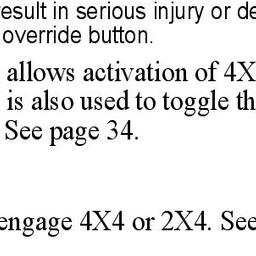 result in serious injury or de
override button.
allows activation of 4X
is also used to toggle th
See page 34.
engage 4X4 or 2X4. See